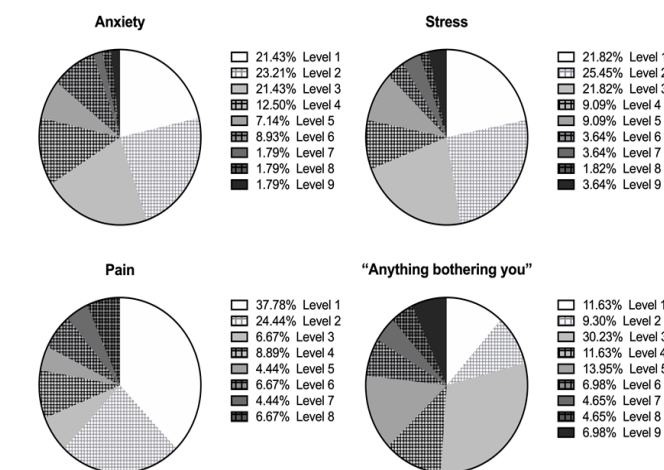 Anxiety
21.43% Level 1
23.21% Level 2
21.43% Level 3
12.50% Level 4
7.14% Level 5
8.93% Level 6
1.79% Level 7
1.79% Level 8
1.79% Level 9
Stress
21.82% Level 1
25.45% Level 2
21.82% Level 3
9.09% Level 4
9.09% Level 5
3.64% Level 6
3.64% Level 7
1.82% Level 8
3.64% Level 9
Pain
37.78% Level 1
24.44% Level 2
6.67% Level 3
8.89% Level 4
4.44% Level 5
6.67% Level 6
4.44% Level 7
6.67% Level 8
“Anything bothering you”
11.63% Level 1
9.30% Level 2
30.23% Level 3
11.63% Level 4
13.95% Level 5
6.98% Level 6
4.65% Level 7
4.65% Level 8
6.98% Level 9